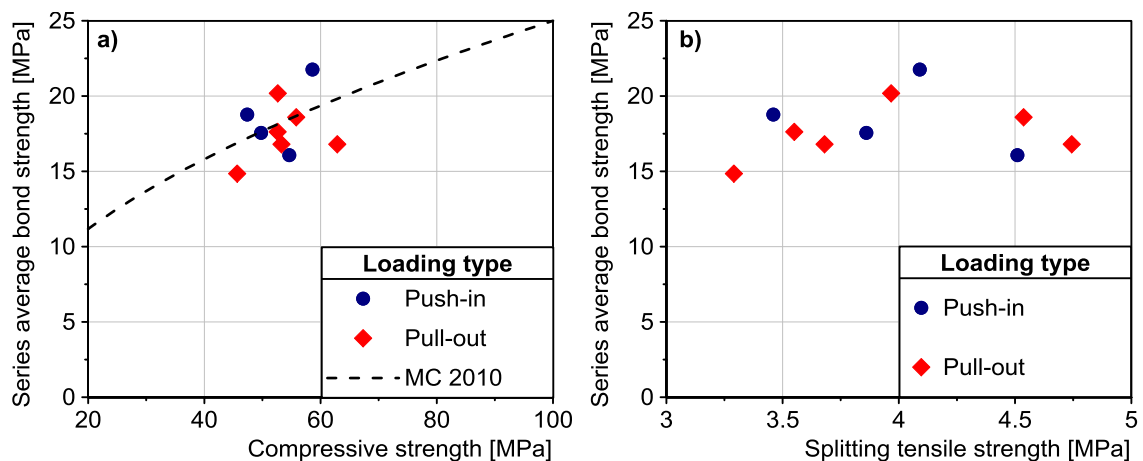 a)
Series average bond strength [MPa]
25
20
15
10
5
0
20
40
60
80
100
Compressive strength [MPa]
Loading type
Push-in
Pull-out
MC 2010
b)
Series average bond strength [MPa]
25
20
15
10
5
0
3
3.5
4
4.5
5
Splitting tensile strength [MPa]
Loading type
Push-in
Pull-out